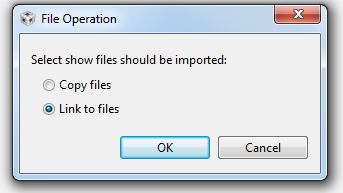 File Operation
Select show files should be imported:
Copy files
Link to files
OK
Cancel